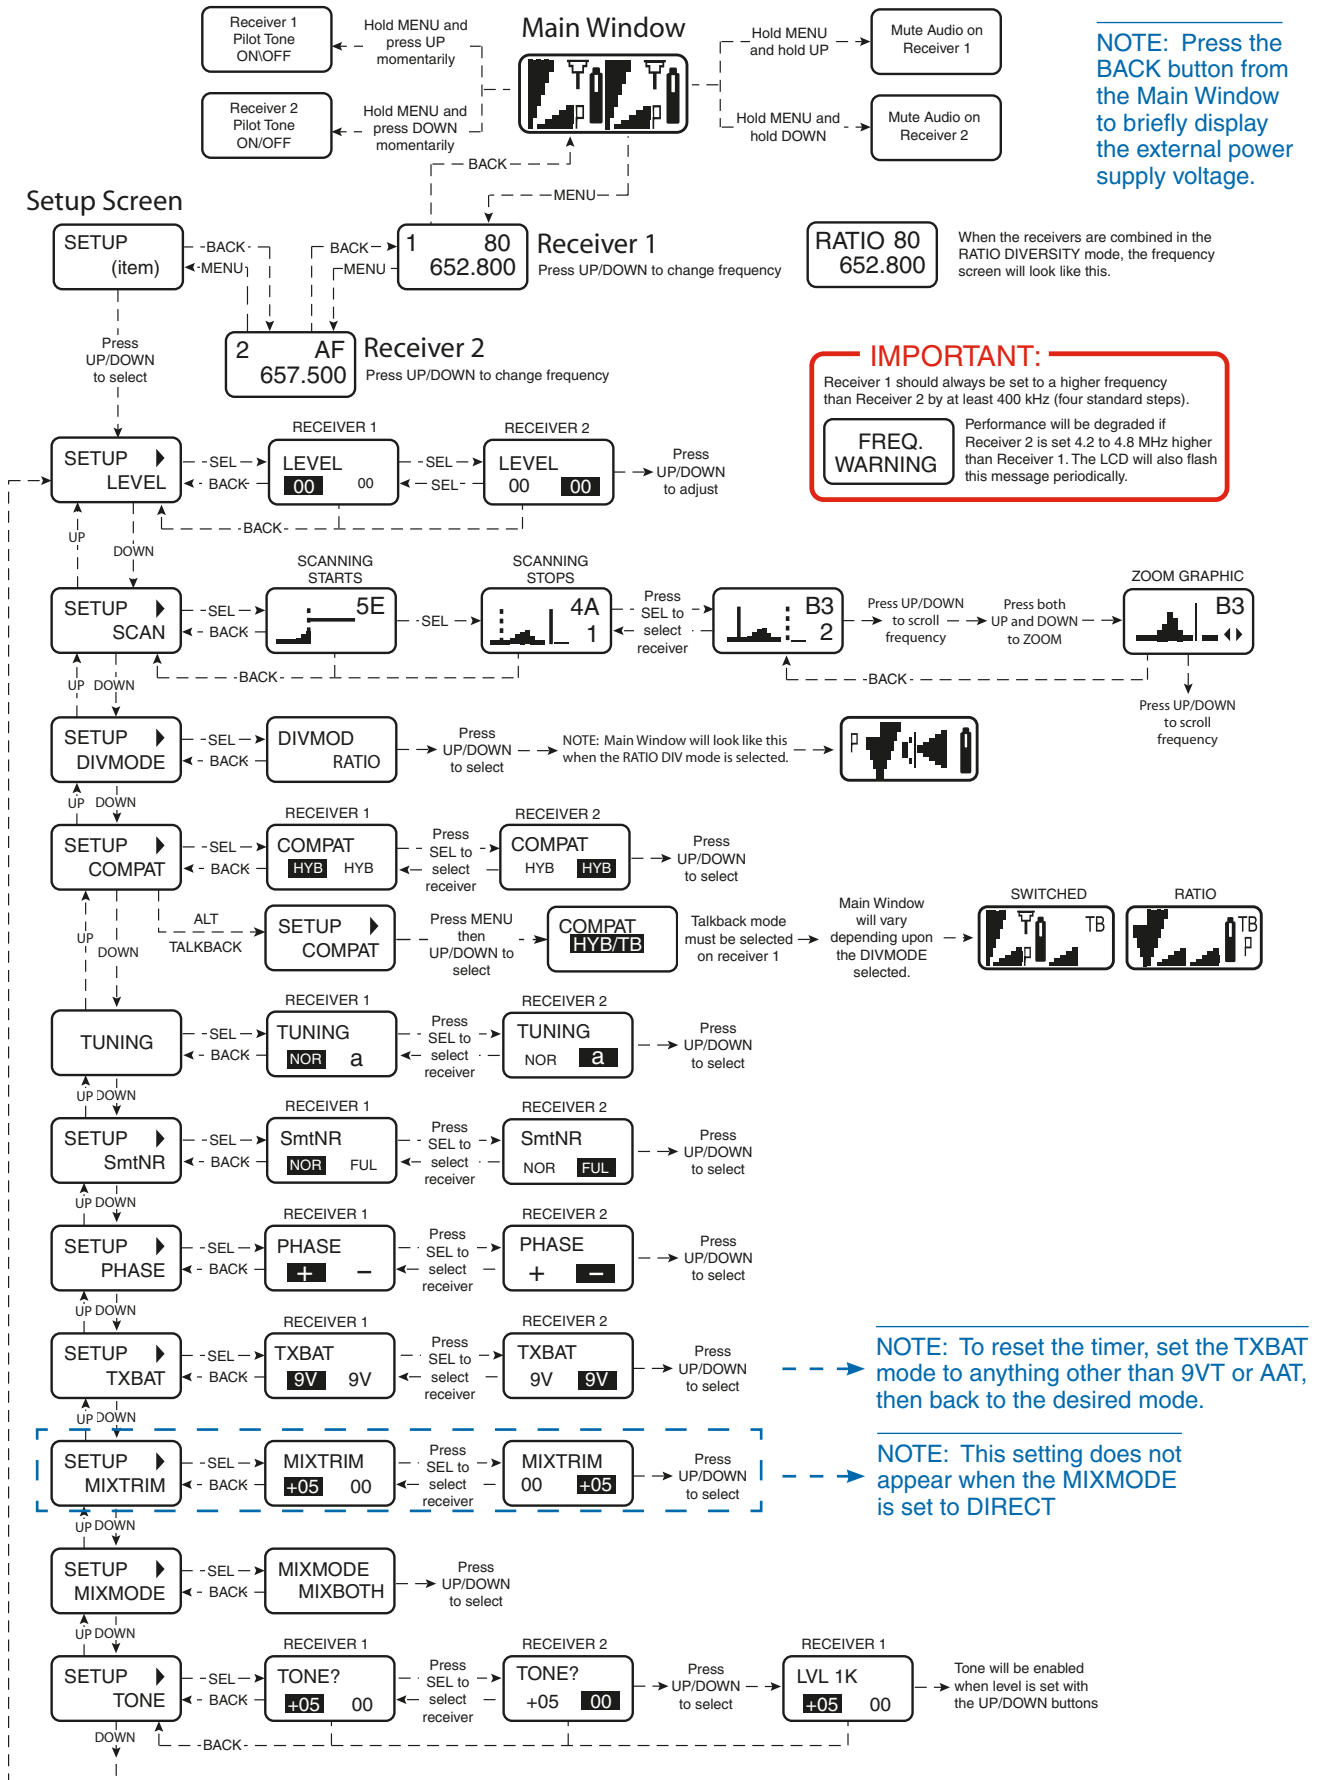 Main Window
Receiver 1
Pilot Tone
ON\OFF
Hold MENU and
press UP
momentarily
Receiver 2
Pilot Tone
ON/OFF
Hold MENU and
press DOWN
momentarily
Hold MENU
and hold UP
Mute Audio on
Receiver 1
Hold MENU and
hold DOWN
Mute Audio on
Receiver 2
P
P
NOTE: Press the
BACK button from
the Main Window
to briefly display
the external power
supply voltage.
BACK
MENU
Setup Screen
SETUP
(item)
BACK
MENU
BACK
MENU
1 80
652.800
Receiver 1
Press UP/DOWN to change frequency
RATIO 80
652.800
When the receivers are combined in the
RATIO DIVERSITY mode, the frequency
screen will look like this.
Press
UP/DOWN
to select
2 AF
657.500
Receiver 2
Press UP/DOWN to change frequency
IMPORTANT:
Receiver 1 should always be set to a higher frequency
than Receiver 2 by at least 400 kHz (four standard steps).
FREQ.
WARNING
Performance will be degraded if
Receiver 2 is set 4.2 to 4.8 MHz higher
than Receiver 1. The LCD will also flash
this message periodically.
RECEIVER 1
RECEIVER 2
SETUP
LEVEL
SEL
BACK
LEVEL
00 00
SEL
SEL
LEVEL
00 00
Press
UP/DOWN
to adjust
BACK
UP
DOWN
SCANNING
STARTS
SCANNING
STOPS
ZOOM GRAPHIC
SETUP
SCAN
SEL
BACK
5E
SEL
4A
1
Press
SEL to
select
receiver
B3
2
Press UP/DOWN
to scroll
frequency
Press both
UP and DOWN
to ZOOM
B3
BACK
BACK
Press UP/DOWN
to scroll
frequency
UP
DOWN
SETUP
DIVMODE
SEL
BACK
DIVMOD
RATIO
Press
UP/DOWN
to select
NOTE: Main Window will look like this
when the RATIO DIV mode is selected.
P
UP
DOWN
RECEIVER 1
RECEIVER 2
SETUP
COMPAT
SEL
BACK
COMPAT
HYB HYB
Press
SEL to
select
receiver
COMPAT
HYB HYB
Press
UP/DOWN
to select
ALT
TALKBACK
SETUP
COMPAT
Press MENU
then
UP/DOWN to
select
COMPAT
HYB/TB
Talkback mode
must be selected
on receiver 1
Main Window
will vary
depending upon
the DIVMODE
selected.
SWITCHED
TB
P
RATIO
TB
P
UP
DOWN
RECEIVER 1
RECEIVER 2
TUNING
SEL
BACK
TUNING
NOR a
Press
SEL to
select
receiver
TUNING
NOR a
Press
UP/DOWN
to select
UP
DOWN
RECEIVER 1
RECEIVER 2
SETUP
SmtNR
SEL
BACK
SmtNR
NOR FUL
Press
SEL to
select
receiver
SmtNR
NOR FUL
Press
UP/DOWN
to select
UP
DOWN
RECEIVER 1
RECEIVER 2
SETUP
PHASE
SEL
BACK
PHASE
+ −
Press
SEL to
select
receiver
PHASE
+ −
Press
UP/DOWN
to select
UP
DOWN
RECEIVER 1
RECEIVER 2
SETUP
TXBAT
SEL
BACK
TXBAT
9V 9V
Press
SEL to
select
receiver
TXBAT
9V 9V
Press
UP/DOWN
to select
NOTE: To reset the timer, set the TXBAT
mode to anything other than 9VT or AAT,
then back to the desired mode.
UP
DOWN
SETUP
MIXTRIM
SEL
BACK
MIXTRIM
+05 00
Press
SEL to
select
receiver
MIXTRIM
00 +05
Press
UP/DOWN
to select
NOTE: This setting does not
appear when the MIXMODE
is set to DIRECT
UP
DOWN
SETUP
MIXMODE
SEL
BACK
MIXMODE
MIXBOTH
Press
UP/DOWN
to select
UP
DOWN
RECEIVER 1
RECEIVER 2
RECEIVER 1
SETUP
TONE
SEL
BACK
TONE?
+05 00
Press
SEL to
select
receiver
TONE?
+05 00
Press
UP/DOWN
to select
LVL 1K
+05 00
Tone will be enabled
when level is set with
the UP/DOWN buttons
DOWN
BACK